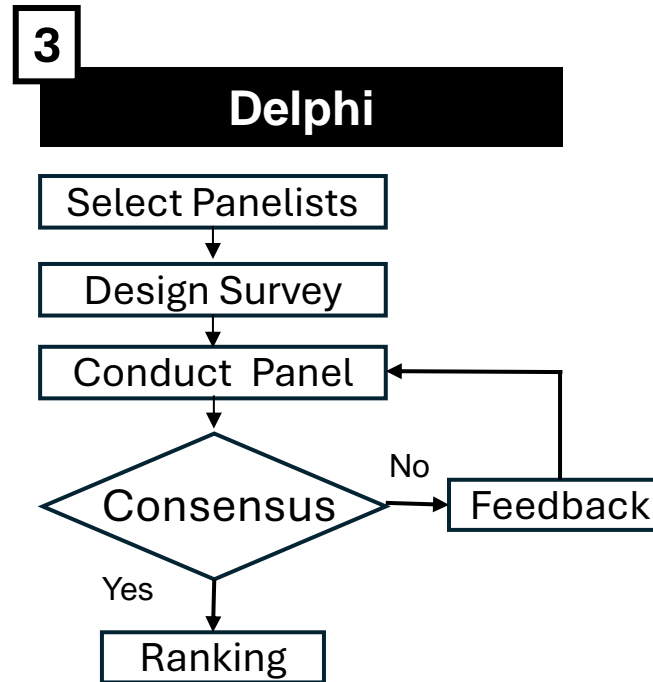 3
Delphi
Select Panelists
Design Survey
Conduct Panel
Consensus
No
Feedback
Yes
Ranking